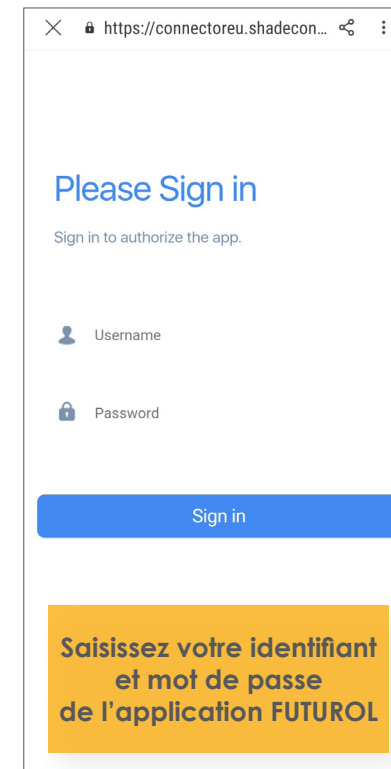 https://connectoreu.shadecon...
Please Sign in
Sign in to authorize the app.
Username
Password
Sign in
Saisissez votre identifiant
et mot de passe
de l’application FUTUROL